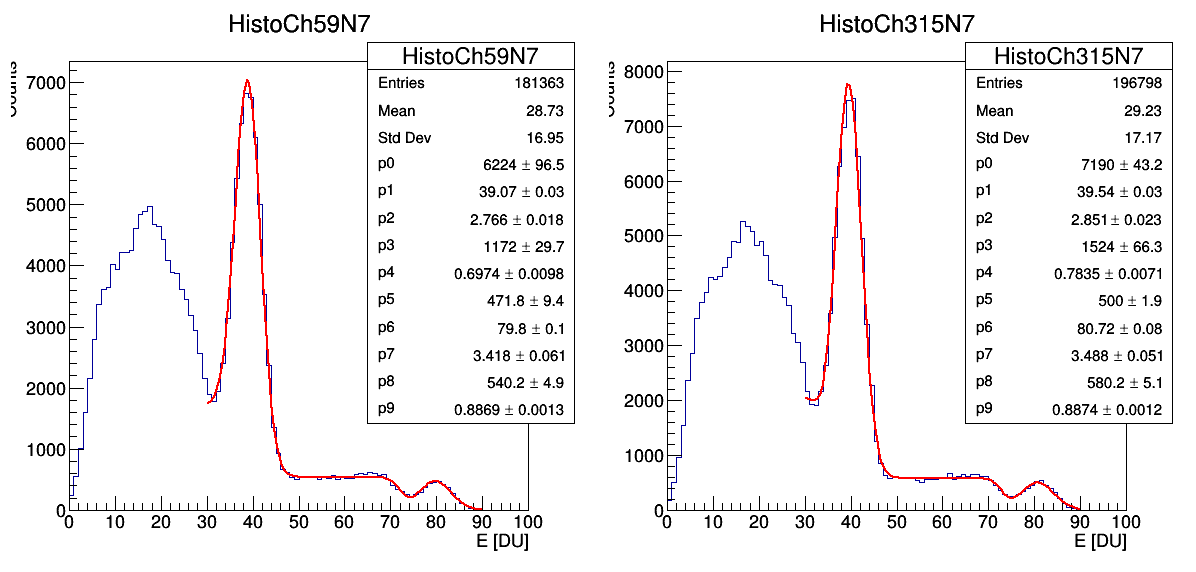 HistoCh59N7
HistoCh59N7
Entries 181363
Mean 28.73
Std Dev 16.95
p0 6224 ± 96.5
p1 39.07 ± 0.03
p2 2.766 ± 0.018
p3 1172 ± 29.7
p4 0.6974 ± 0.0098
p5 471.8 ± 9.4
p6 79.8 ± 0.1
p7 3.418 ± 0.061
p8 540.2 ± 4.9
p9 0.8869 ± 0.0013
7000
6000
5000
4000
3000
2000
1000
0
0 10 20 30 40 50 60 70 80 90 100
E [DU]
HistoCh315N7
HistoCh315N7
Entries 196798
Mean 29.23
Std Dev 17.17
p0 7190 ± 43.2
p1 39.54 ± 0.03
p2 2.851 ± 0.023
p3 1524 ± 66.3
p4 0.7835 ± 0.0071
p5 500 ± 1.9
p6 80.72 ± 0.08
p7 3.488 ± 0.051
p8 580.2 ± 5.1
p9 0.8874 ± 0.0012
8000
7000
6000
5000
4000
3000
2000
1000
0
0 10 20 30 40 50 60 70 80 90 100
E [DU]